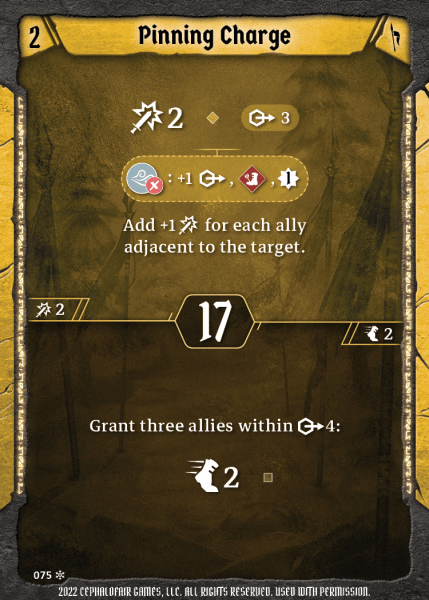 2 Pinning Charge
2 3
: +1 , ,
Add +1 for each ally
adjacent to the target.
2
17
2
Grant three allies within 4:
2
075
2022 CEPHALOFAIR GAMES, LLC. ALL RIGHTS RESERVED. USED WITH PERMISSION.